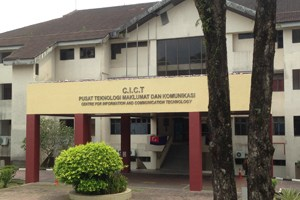 C.I.C.T
PUSAT TEKNOLOGI MAKLUMAT DAN KOMUNIKASI
CENTRE FOR INFORMATION AND COMMUNICATION TECHNOLOGY